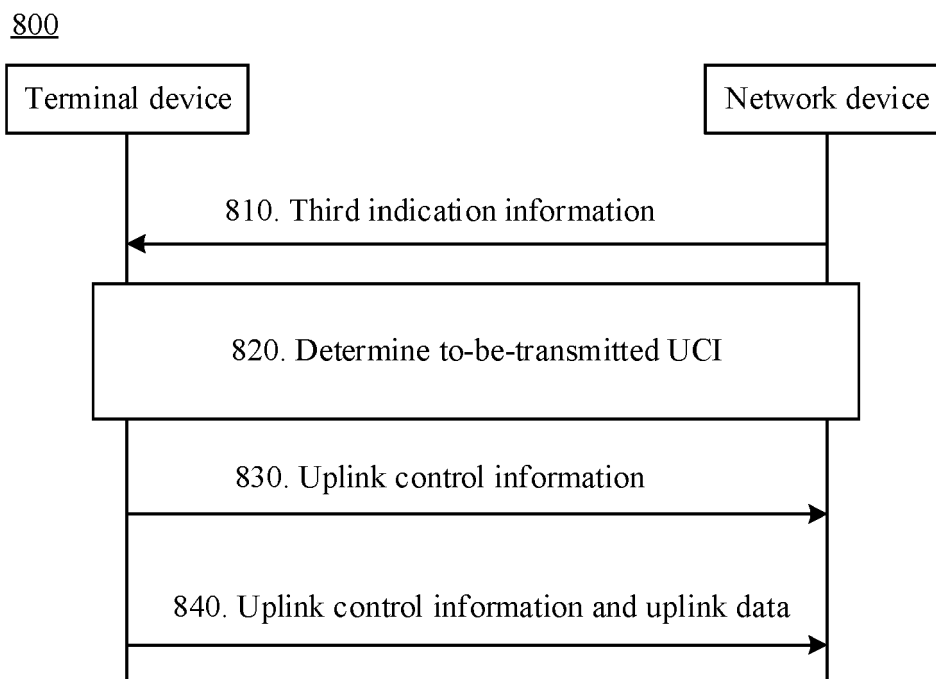 800
Terminal device
Network device
810. Third indication information
820. Determine to-be-transmitted UCI
830. Uplink control information
840. Uplink control information and uplink data